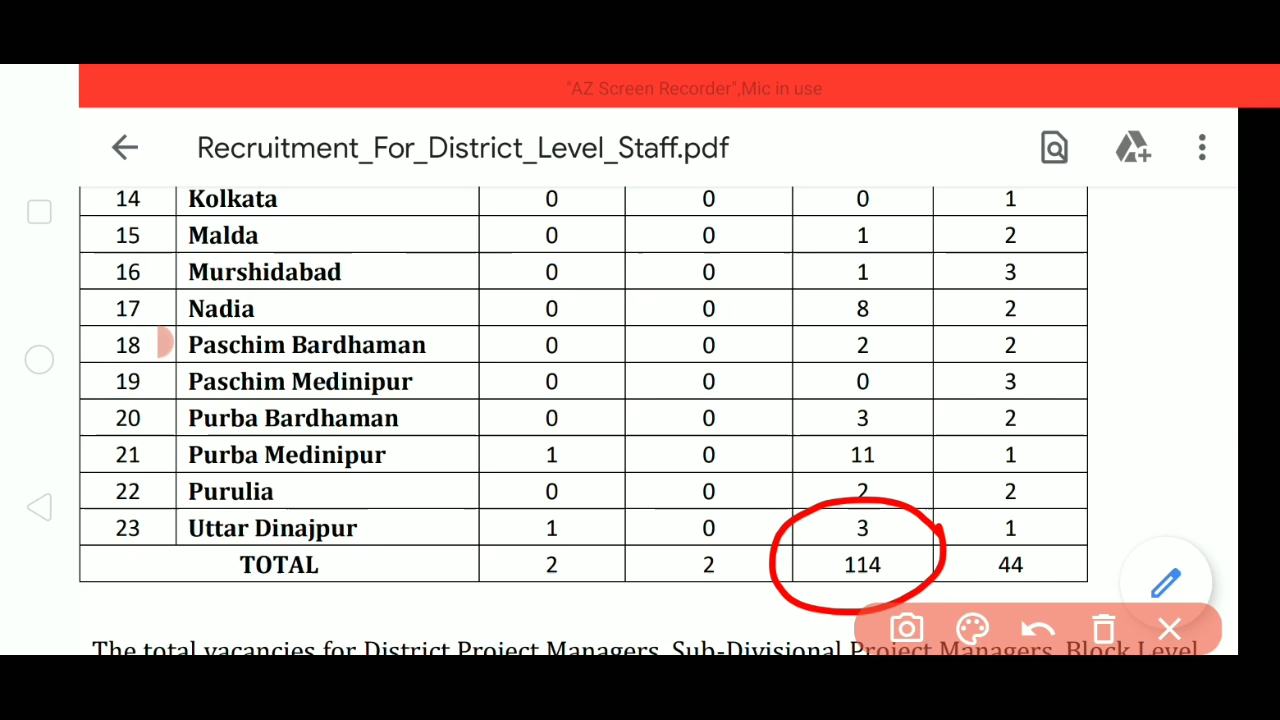 "AZ Screen Recorder",Mic in use
Recruitment_For_District_Level_Staff.pdf
14 Kolkata 0 0 0 1
15 Malda 0 0 1 2
16 Murshidabad 0 0 1 3
17 Nadia 0 0 8 2
18 Paschim Bardhaman 0 0 2 2
19 Paschim Medinipur 0 0 0 3
20 Purba Bardhaman 0 0 3 2
21 Purba Medinipur 1 0 11 1
22 Purulia 0 0 2 2
23 Uttar Dinajpur 1 0 3 1
TOTAL 2 2 114 44
The total vacancies for District Project Managers, Sub-Divisional Project Managers, Block Level